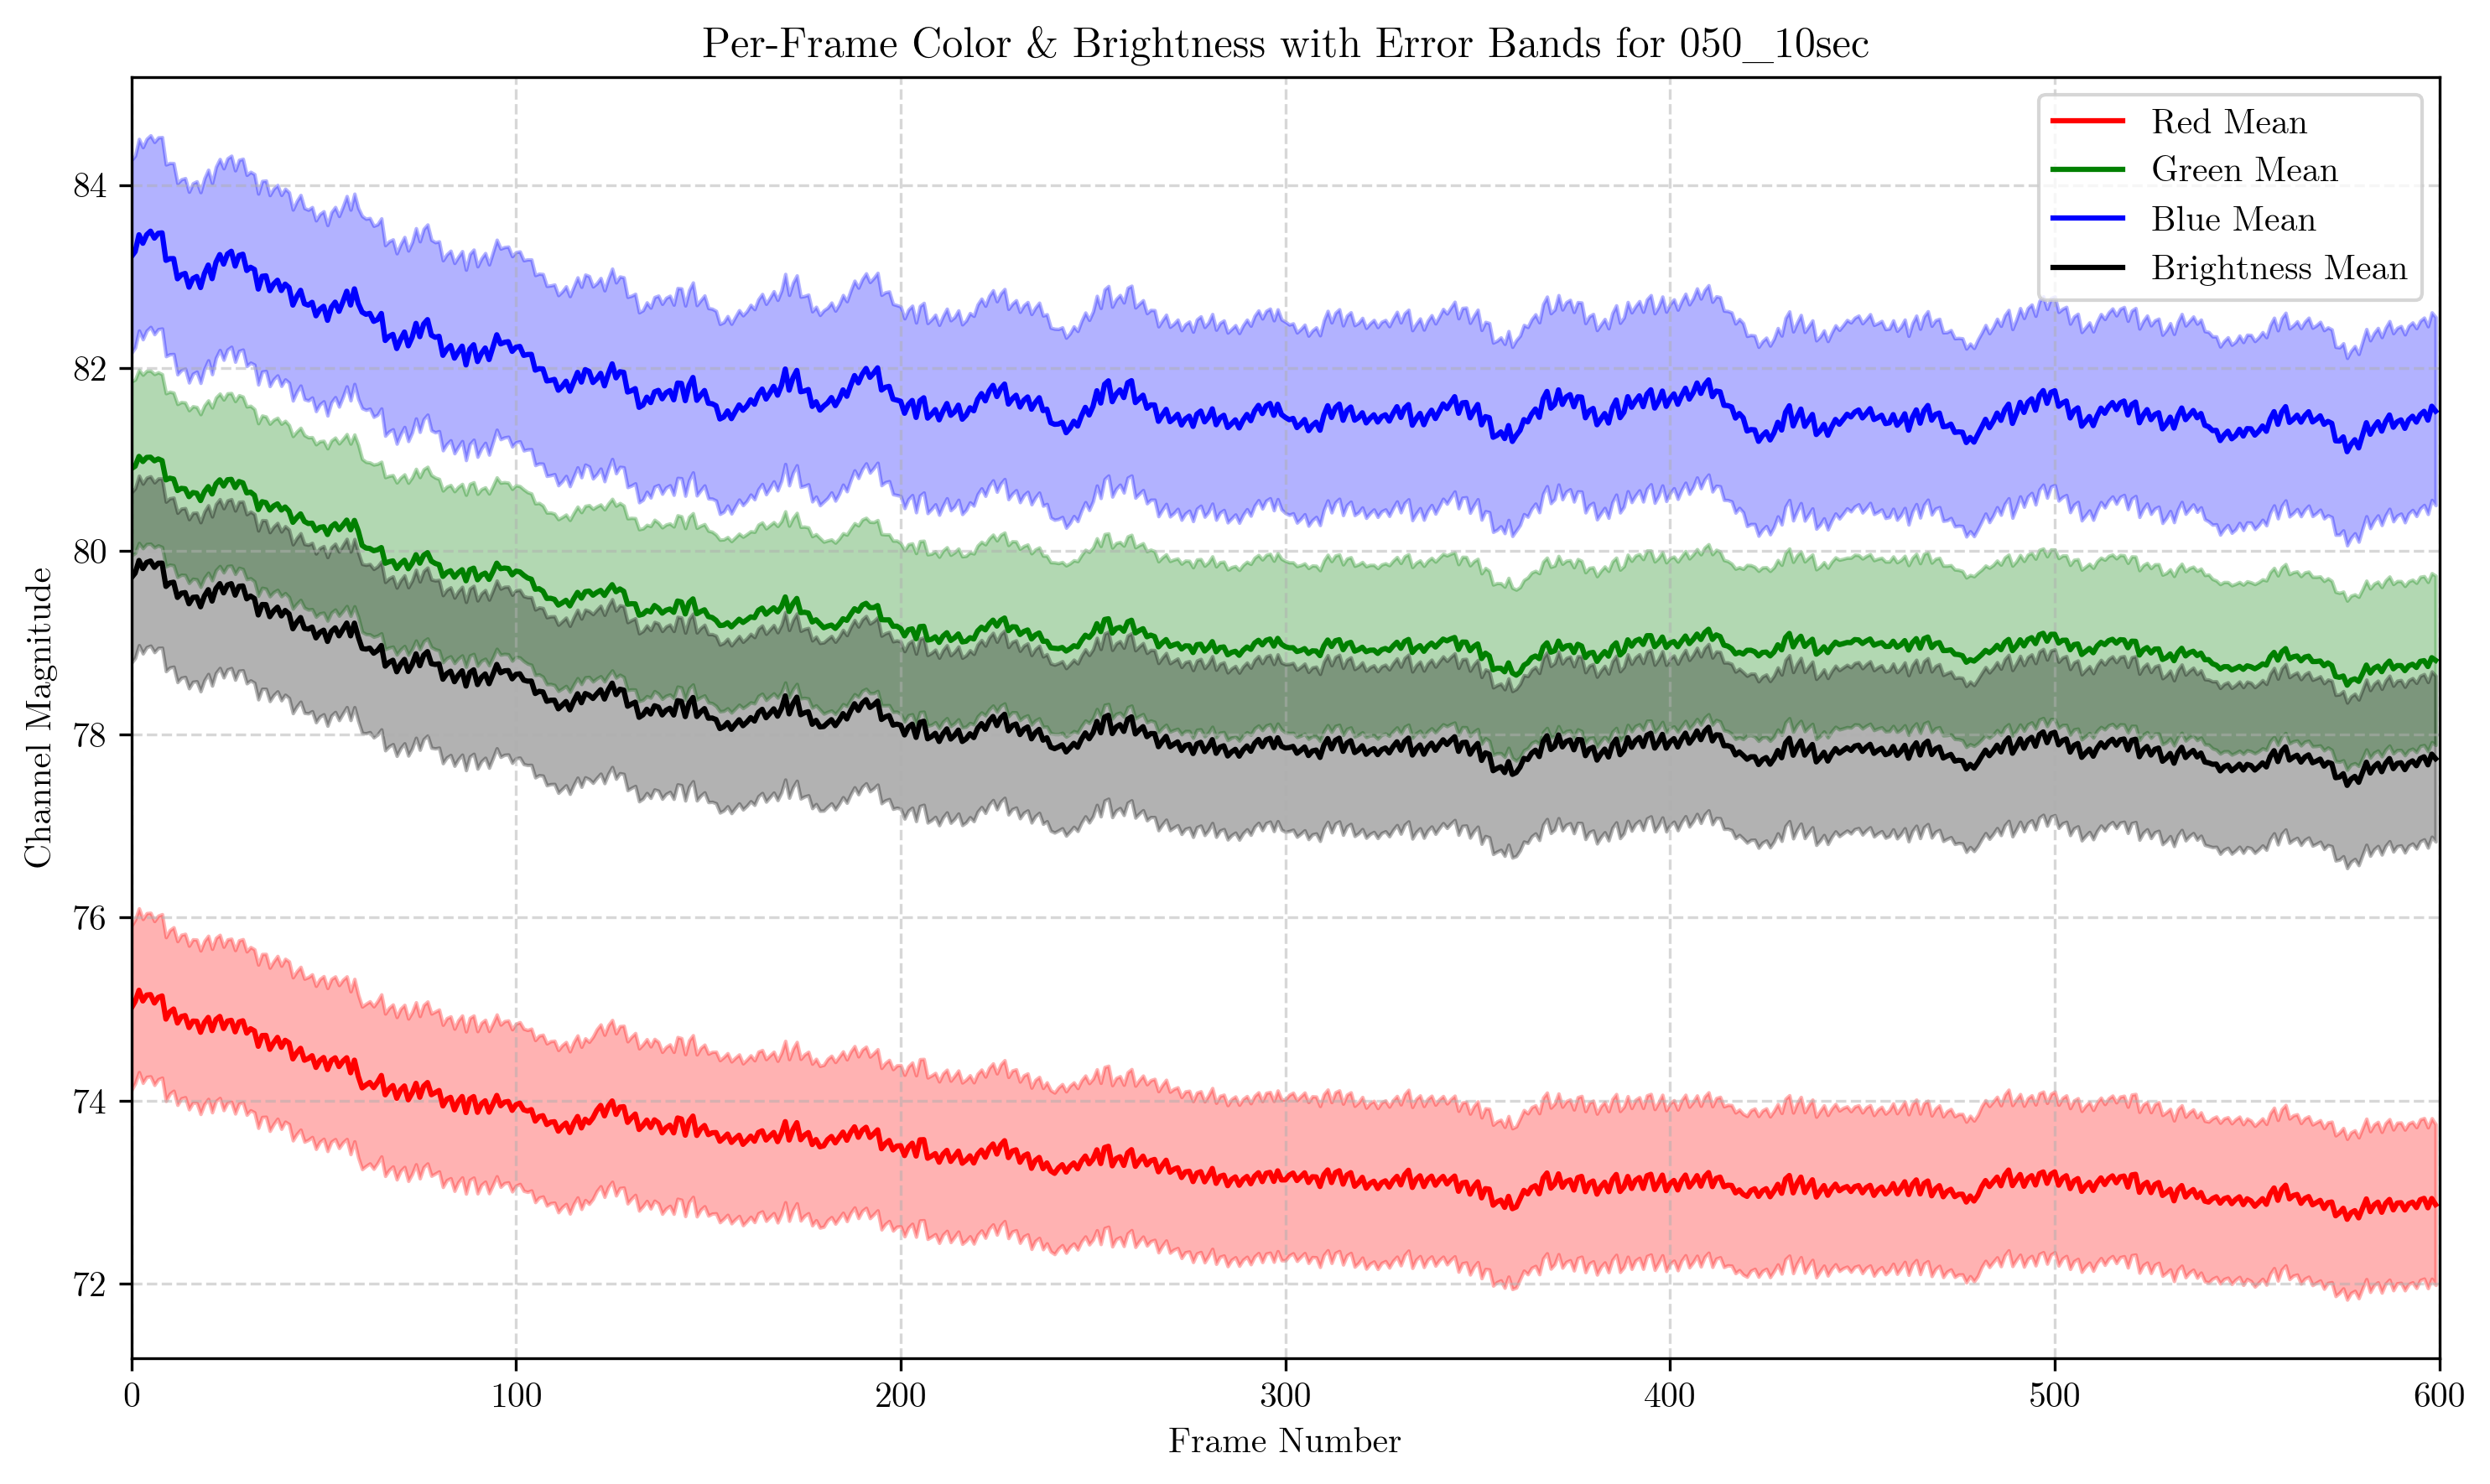 Per-Frame Color & Brightness with Error Bands for 050_10sec
Red Mean
Green Mean
Blue Mean
Brightness Mean
Channel Magnitude
84
82
80
78
76
74
72
0 100 200 300 400 500 600
Frame Number